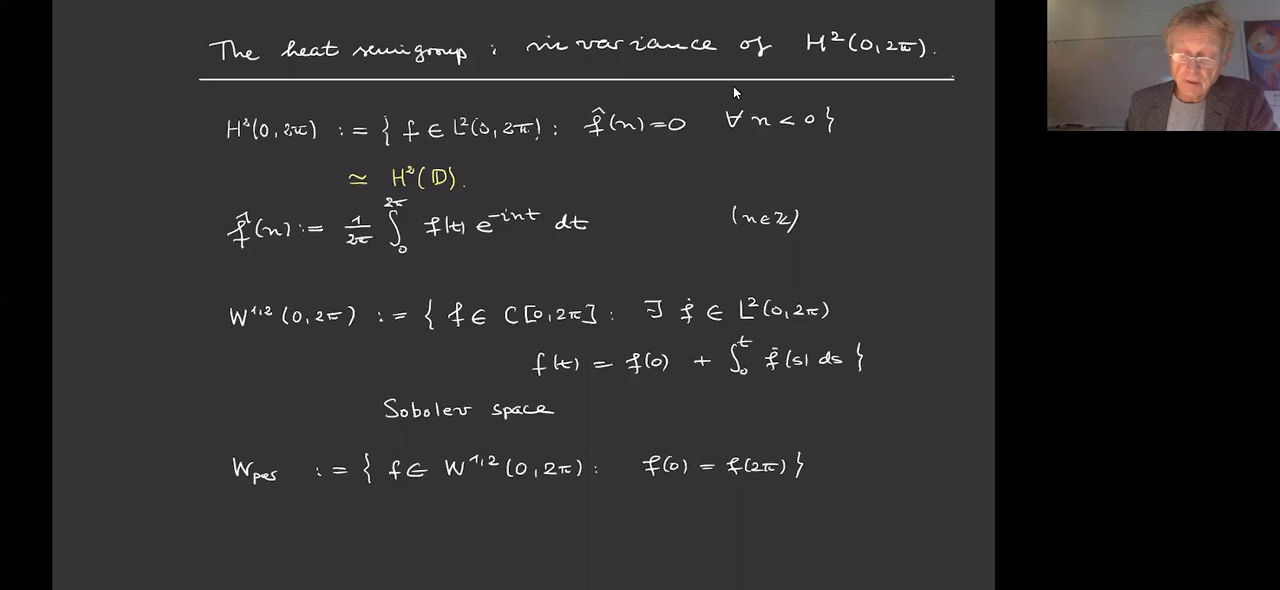 The heat semigroup : invariance of H²(0,2π).
H²(0,2π) := { f ∈ L²(0,2π) : f̂(n)=0 ∀ n < 0 }
≃ H²(𝔻).
f̂(n) := 1/2π ∫₀^2π f(t) e^-int dt (n∈ℤ)
W^1,2(0,2π) := { f ∈ C[0,2π] : ∃ ḟ ∈ L²(0,2π)
f(t) = f(0) + ∫₀^t ḟ(s) ds }
Sobolev space
W_per := { f ∈ W^1,2(0,2π) : f(0) = f(2π) }